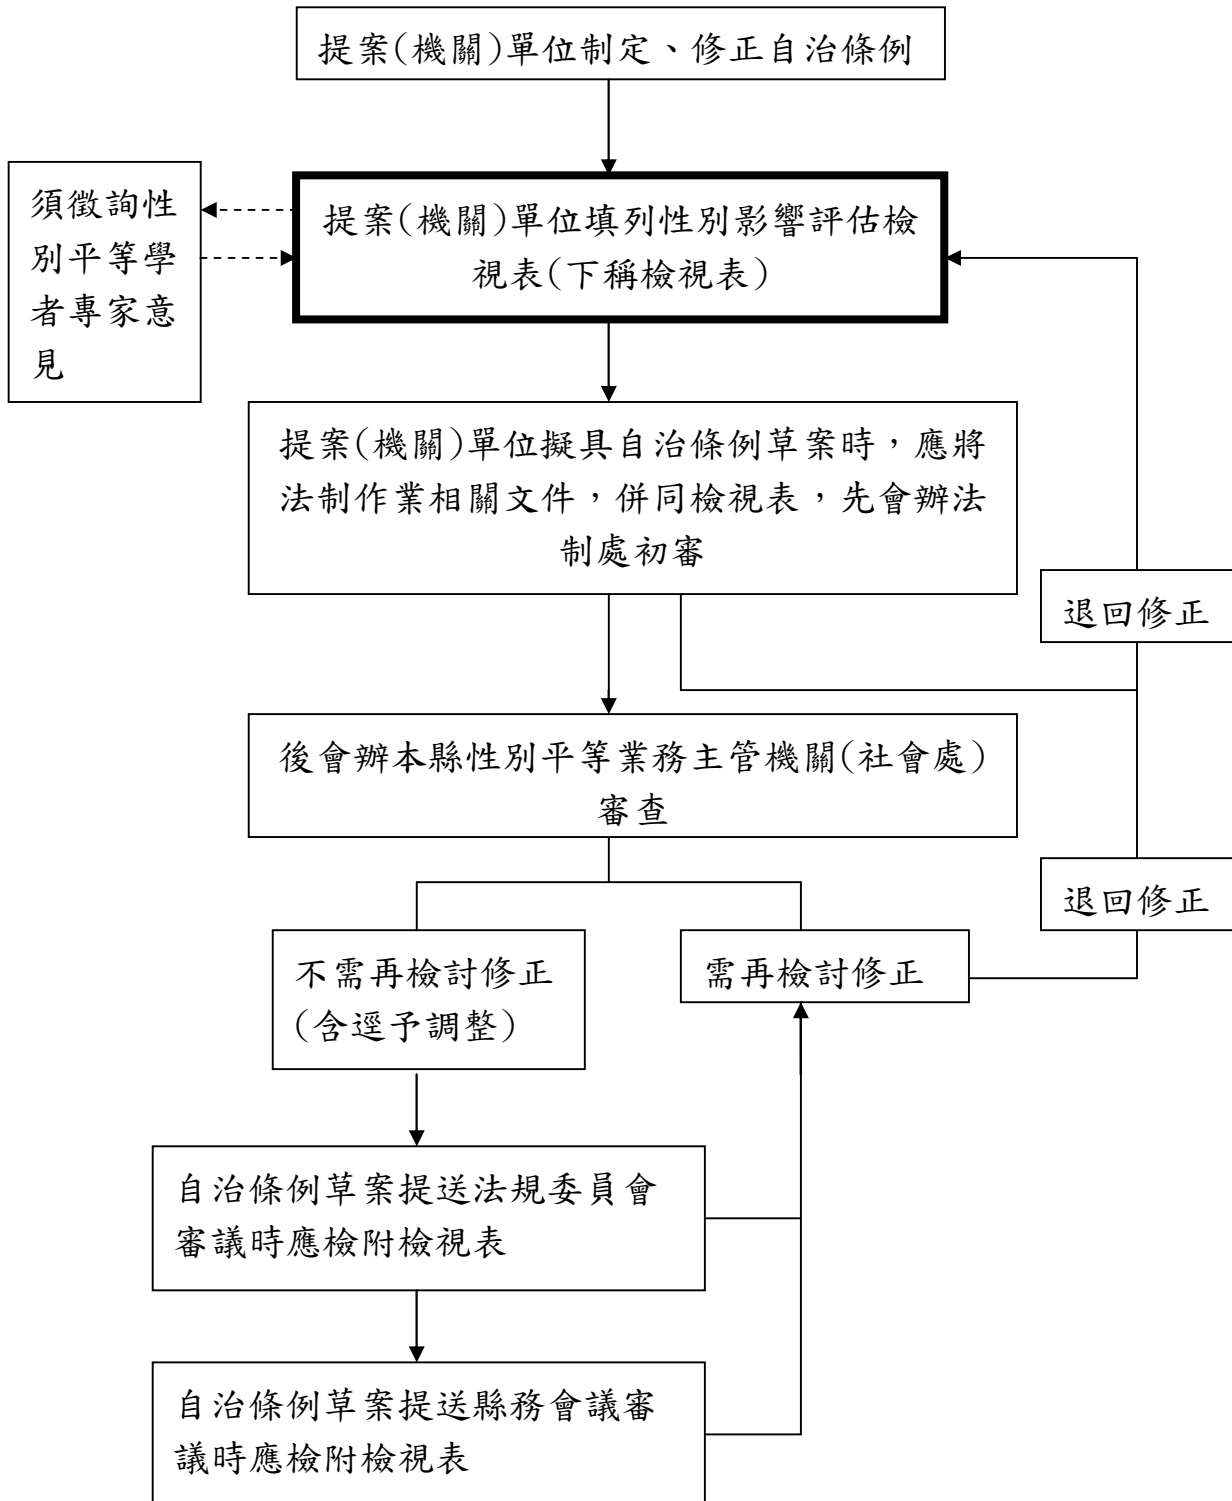 提案(機關)單位制定、修正自治條例
須徵詢性
別平等學
者專家意
見
提案(機關)單位填列性別影響評估檢
視表(下稱檢視表)
提案(機關)單位擬具自治條例草案時，應將
法制作業相關文件，併同檢視表，先會辦法
制處初審
退回修正
後會辦本縣性別平等業務主管機關(社會處)
審查
退回修正
不需再檢討修正
(含逕予調整)
需再檢討修正
自治條例草案提送法規委員會
審議時應檢附檢視表
自治條例草案提送縣務會議審
議時應檢附檢視表